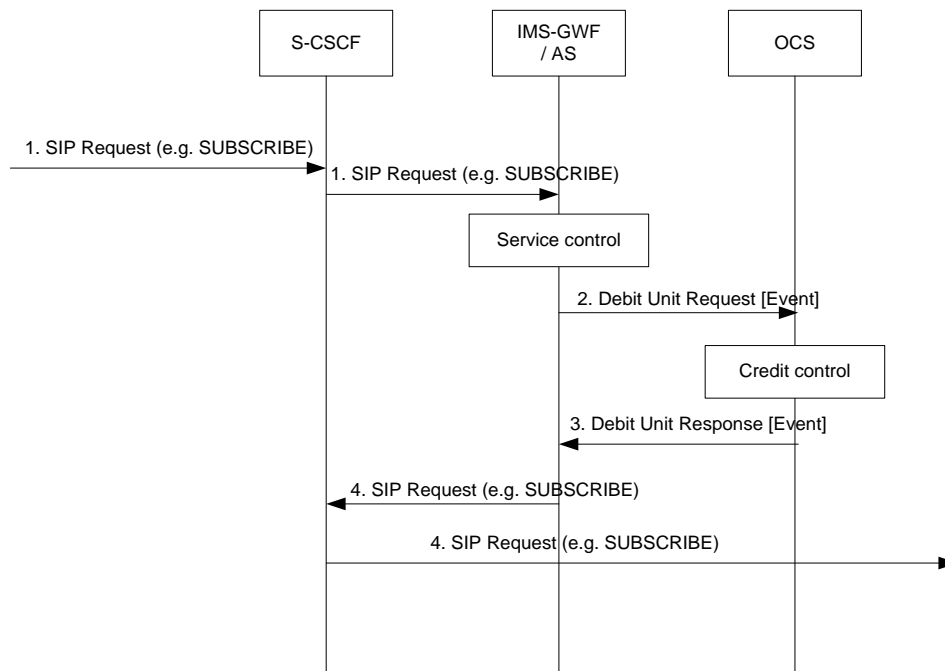 S-CSCF
IMS-GWF
/ AS
OCS
1. SIP Request (e.g. SUBSCRIBE)
1. SIP Request (e.g. SUBSCRIBE)
Service control
2. Debit Unit Request [Event]
Credit control
3. Debit Unit Response [Event]
4. SIP Request (e.g. SUBSCRIBE)
4. SIP Request (e.g. SUBSCRIBE)